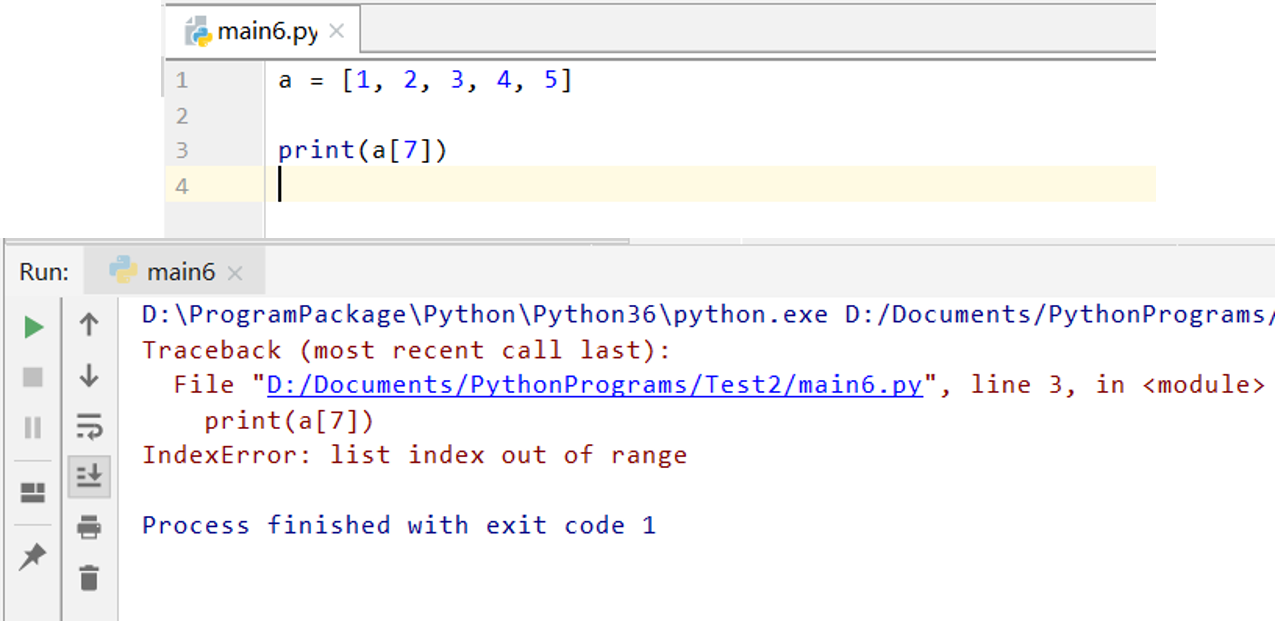 main6.py
1 a = [1, 2, 3, 4, 5]
2
3 print(a[7])
4
Run: main6
D:\ProgramPackage\Python\Python36\python.exe D:/Documents/PythonPrograms/
Traceback (most recent call last):
  File "D:/Documents/PythonPrograms/Test2/main6.py", line 3, in <module>
    print(a[7])
IndexError: list index out of range
Process finished with exit code 1